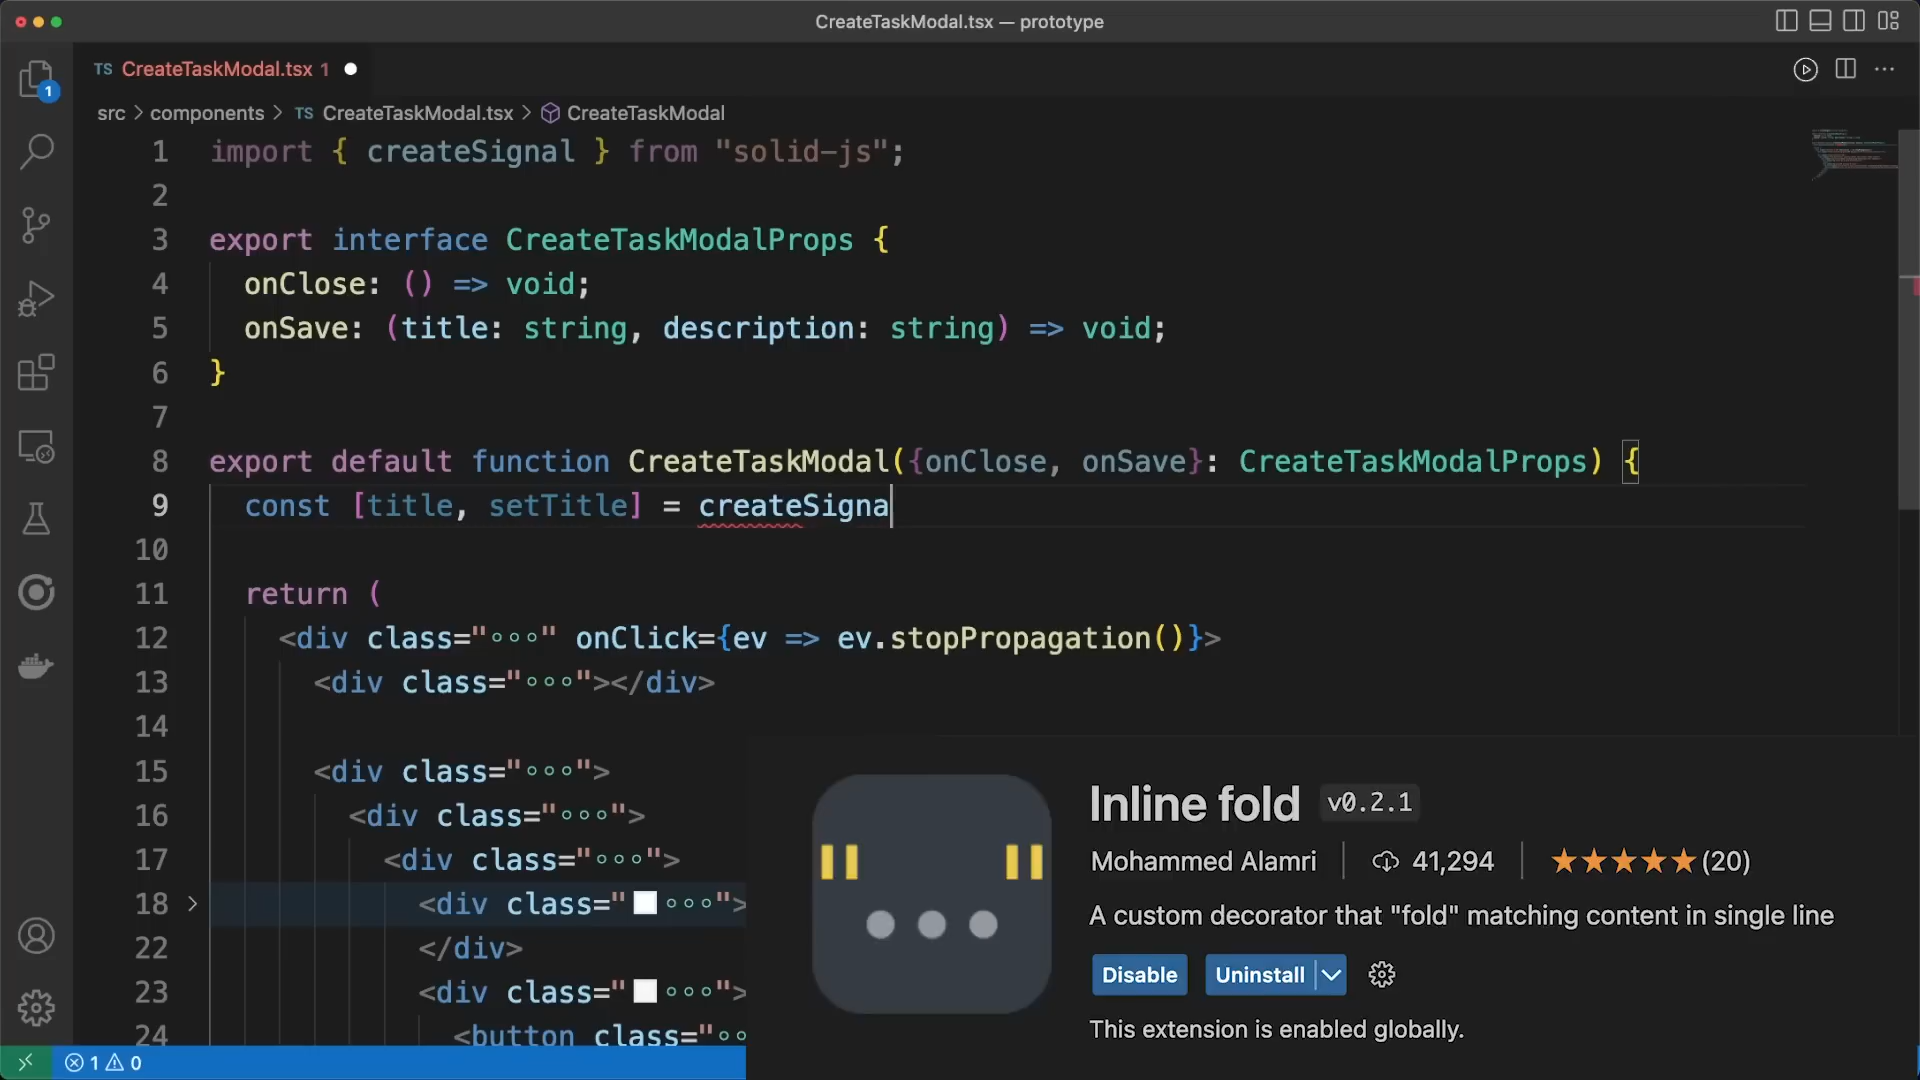 CreateTaskModal.tsx — prototype
TS CreateTaskModal.tsx 1
1
src > components > TS CreateTaskModal.tsx > CreateTaskModal
1 import { createSignal } from "solid-js";
2
3 export interface CreateTaskModalProps {
4 onClose: () => void;
5 onSave: (title: string, description: string) => void;
6 }
7
8 export default function CreateTaskModal({onClose, onSave}: CreateTaskModalProps) {
9 const [title, setTitle] = createSigna
10
11 return (
12 <div class="∘∘∘" onClick={ev => ev.stopPropagation()}>
13 <div class="∘∘∘"></div>
14
15 <div class="∘∘∘">
16 <div class="∘∘∘">
17 <div class="∘∘∘">
18 <div class="∘∘∘">
22 </div>
23 <div class="∘∘∘">
24 <button class="∘∘
Inline fold v0.2.1
Mohammed Alamri 41,294 (20)
A custom decorator that "fold" matching content in single line
Disable Uninstall
This extension is enabled globally.
1 0